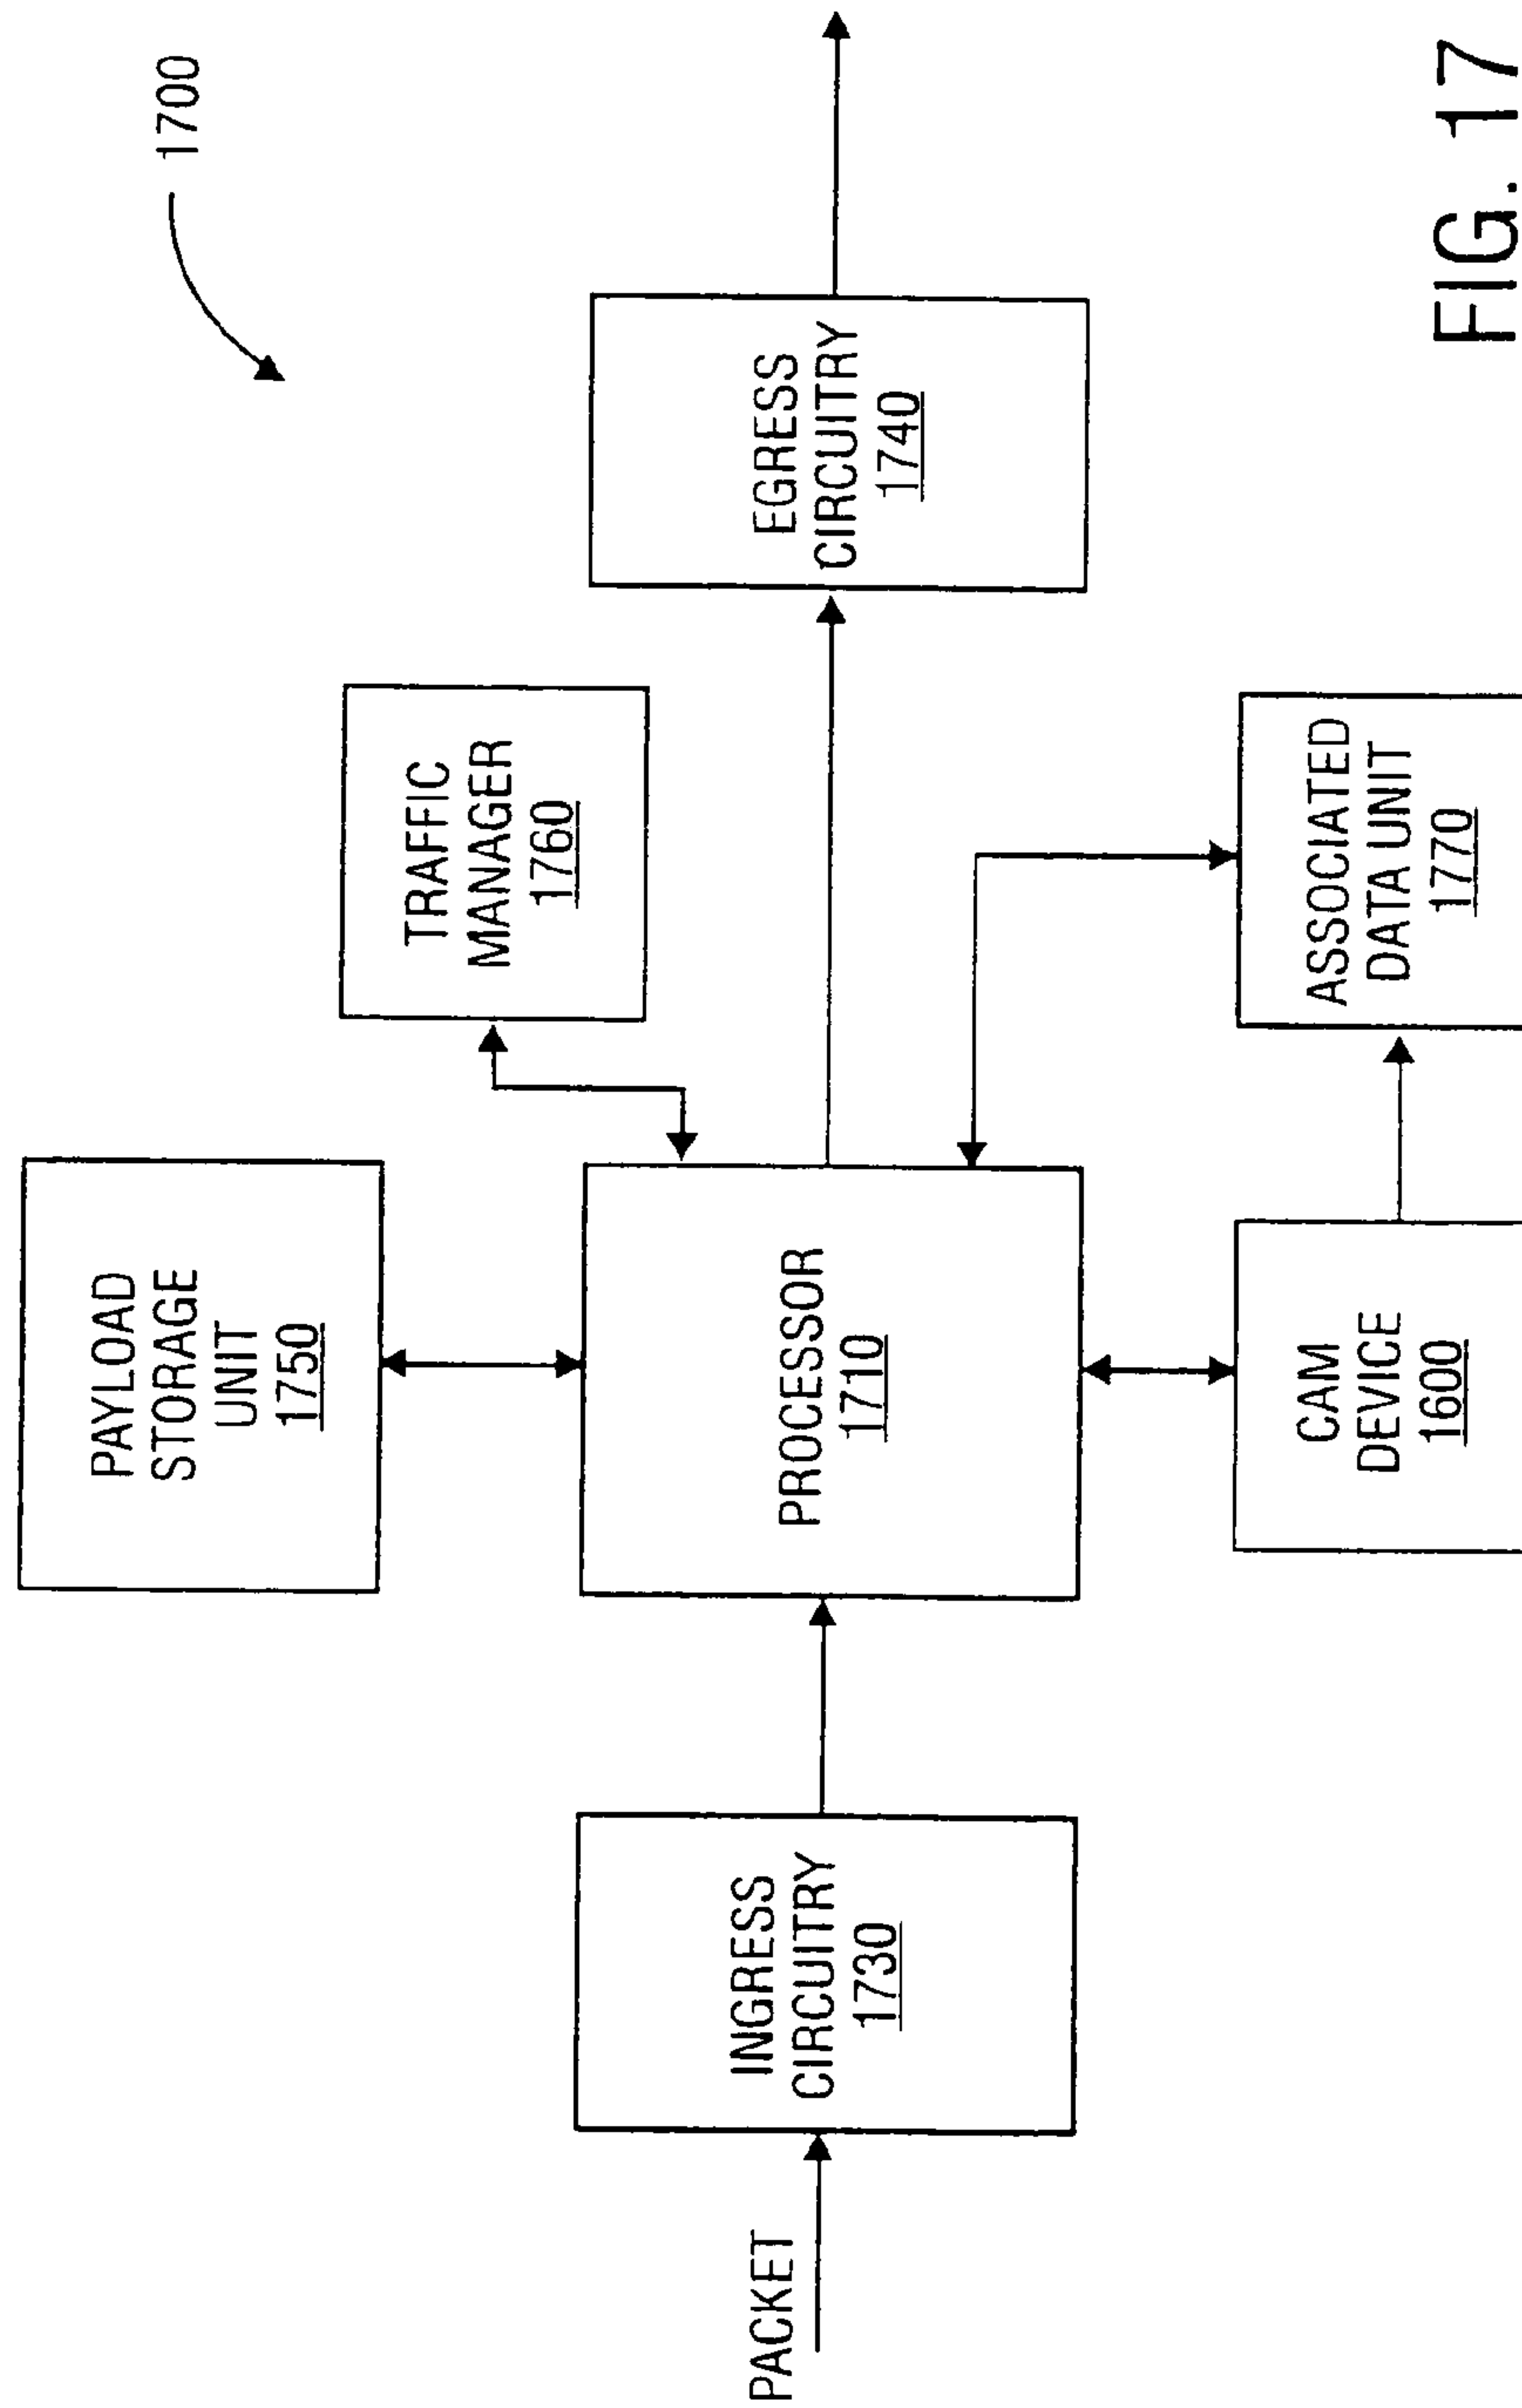 1700
PAYLOAD
STORAGE
UNIT
1750
TRAFFIC
MANAGER
1760
PACKET
INGRESS
CIRCUITRY
1730
PROCESSOR
1710
EGRESS
CIRCUITRY
1740
CAM
DEVICE
1600
ASSOCIATED
DATA UNIT
1770
FIG. 17